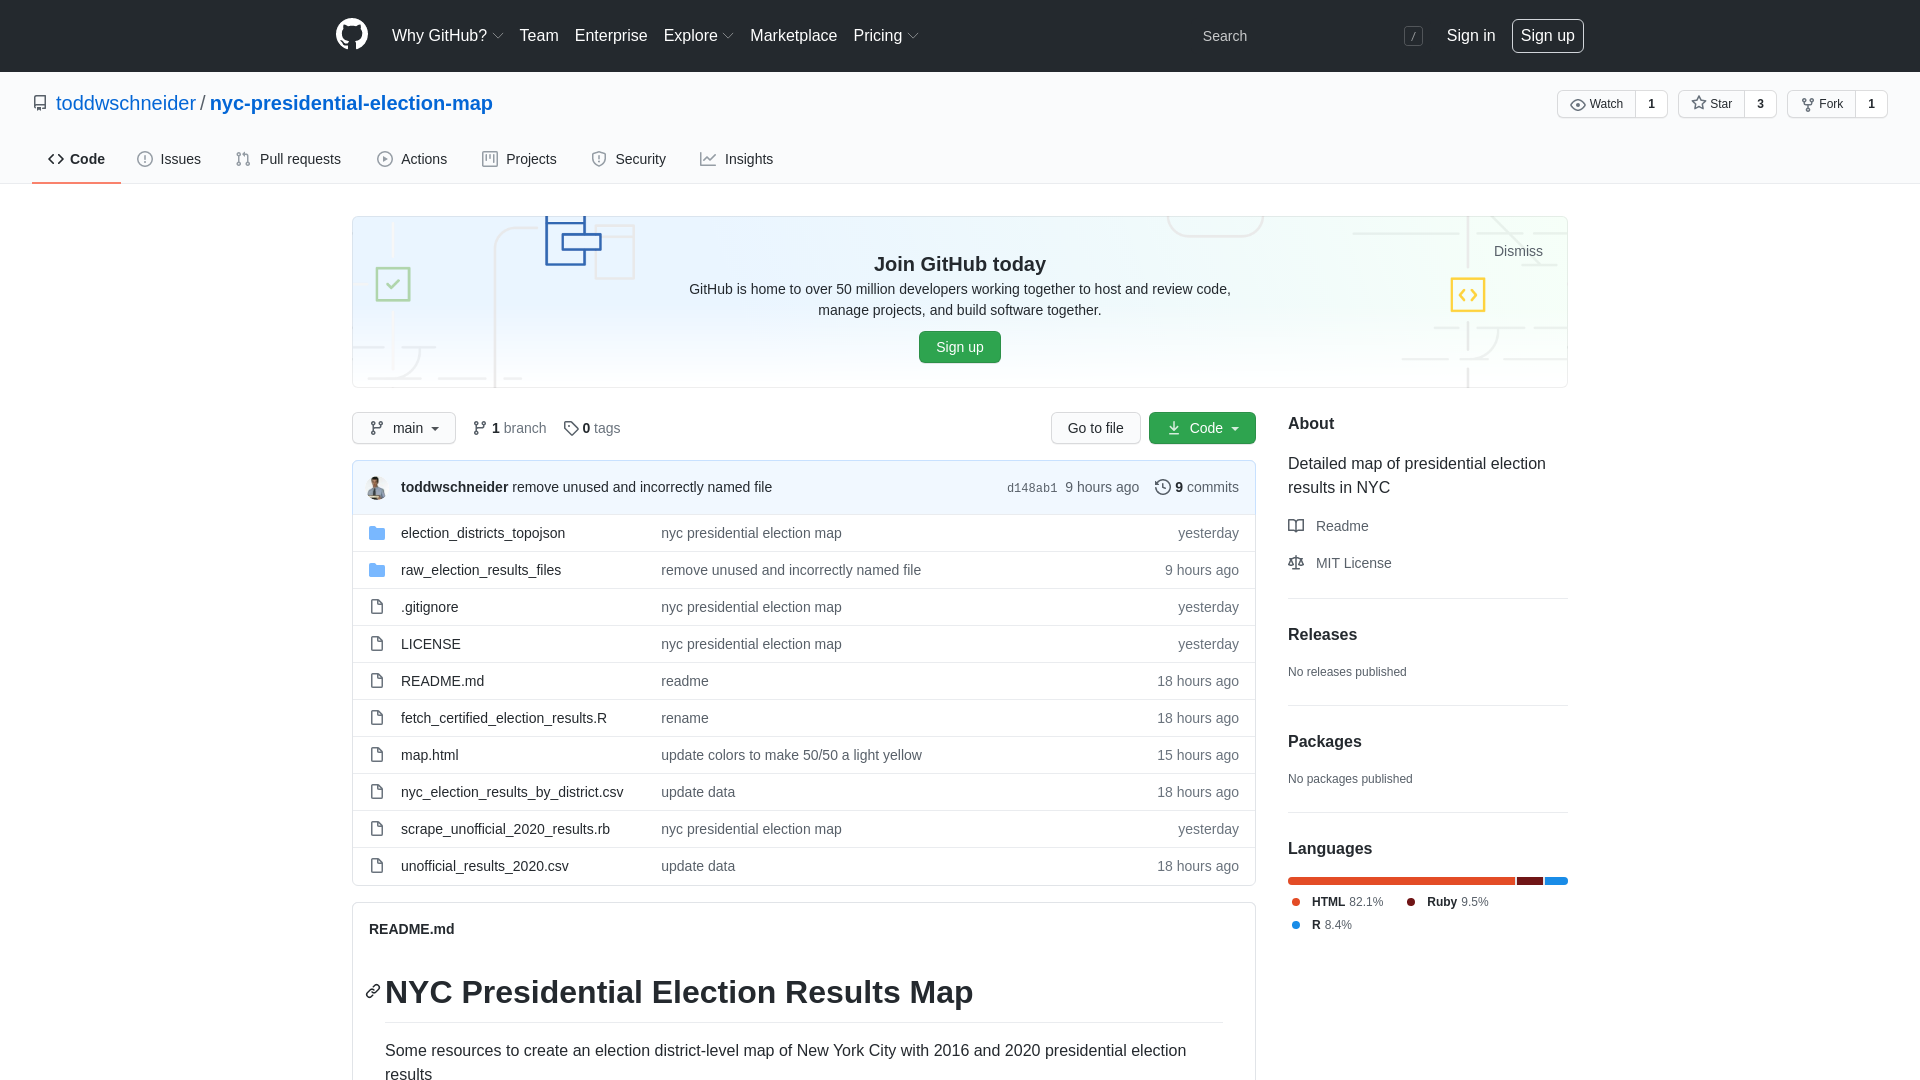 Why GitHub? Team Enterprise Explore Marketplace Pricing Search / Sign in Sign up
toddwschneider / nyc-presidential-election-map Watch 1 Star 3 Fork 1
Code Issues Pull requests Actions Projects Security Insights
Dismiss
Join GitHub today
GitHub is home to over 50 million developers working together to host and review code,
manage projects, and build software together.
Sign up
main 1 branch 0 tags Go to file Code
toddwschneider remove unused and incorrectly named file d148ab1 9 hours ago 9 commits
election_districts_topojson nyc presidential election map yesterday
raw_election_results_files remove unused and incorrectly named file 9 hours ago
.gitignore nyc presidential election map yesterday
LICENSE nyc presidential election map yesterday
README.md readme 18 hours ago
fetch_certified_election_results.R rename 18 hours ago
map.html update colors to make 50/50 a light yellow 15 hours ago
nyc_election_results_by_district.csv update data 18 hours ago
scrape_unofficial_2020_results.rb nyc presidential election map yesterday
unofficial_results_2020.csv update data 18 hours ago
README.md
NYC Presidential Election Results Map
Some resources to create an election district-level map of New York City with 2016 and 2020 presidential election
results
About
Detailed map of presidential election
results in NYC
Readme
MIT License
Releases
No releases published
Packages
No packages published
Languages
HTML 82.1% Ruby 9.5%
R 8.4%